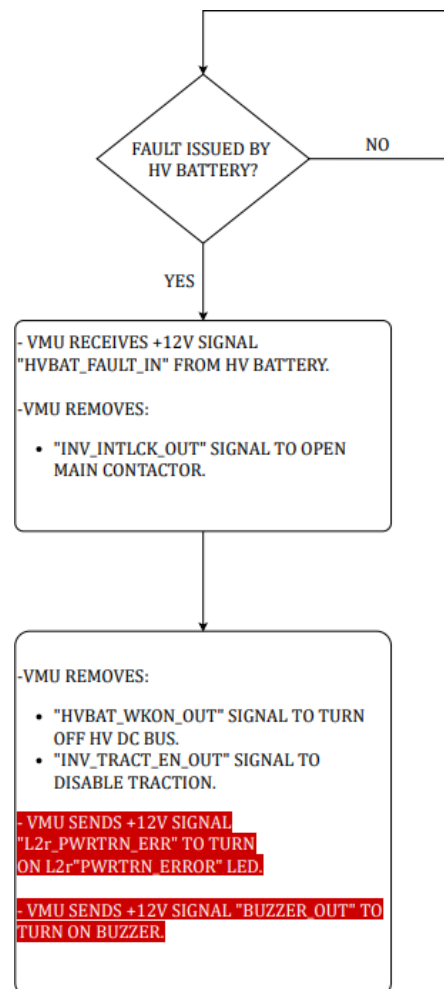 FAULT ISSUED BY
HV BATTERY?
NO
YES
- VMU RECEIVES +12V SIGNAL
"HVBAT_FAULT_IN" FROM HV BATTERY.
-VMU REMOVES:
• "INV_INTLCK_OUT" SIGNAL TO OPEN
MAIN CONTACTOR.
-VMU REMOVES:
• "HVBAT_WKON_OUT" SIGNAL TO TURN
OFF HV DC BUS.
• "INV_TRACT_EN_OUT" SIGNAL TO
DISABLE TRACTION.
- VMU SENDS +12V SIGNAL
"L2r_PWRTRN_ERR" TO TURN
ON L2r"PWRTRN_ERROR" LED.
- VMU SENDS +12V SIGNAL "BUZZER_OUT" TO
TURN ON BUZZER.